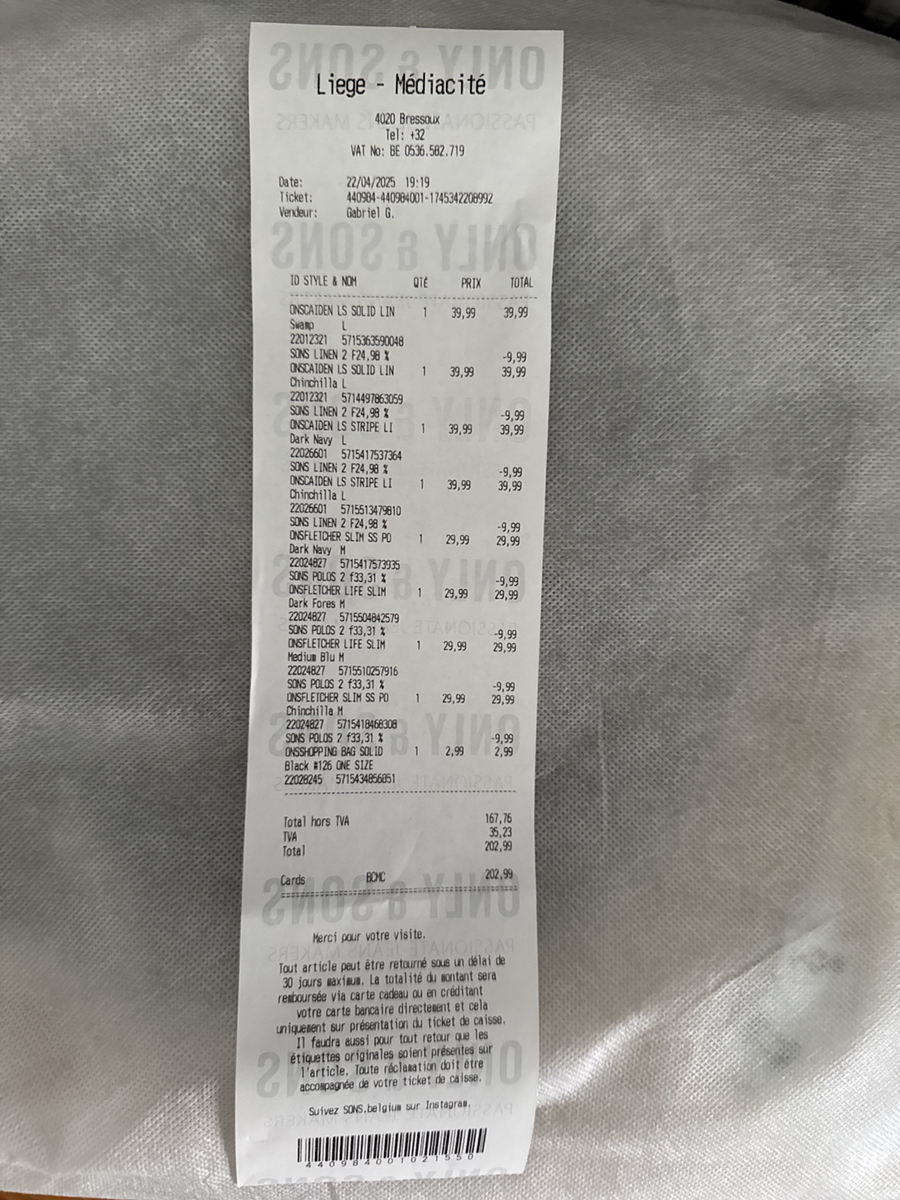 Liege - Médiacité
4020 Bressoux
Tel: +32
VAT No: BE 0536.582.719
Date: 22/04/2025 19:19
Ticket: 440984-440984001-1745342208992
Vendeur: Gabriel G.
ID STYLE & NOM QTÉ PRIX TOTAL
ONSCAIDEN LS SOLID LIN 1 39,99 39,99
Swamp L
22012321 5715363590048
SONS LINEN 2 F24,98 % -9,99
ONSCAIDEN LS SOLID LIN 1 39,99 39,99
Chinchilla L
22012321 5714497863059
SONS LINEN 2 F24,98 % -9,99
ONSCAIDEN LS STRIPE LI 1 39,99 39,99
Dark Navy L
22026601 5715417537364
SONS LINEN 2 F24,98 % -9,99
ONSCAIDEN LS STRIPE LI 1 39,99 39,99
Chinchilla L
22026601 5715513479810
SONS LINEN 2 F24,98 % -9,99
ONSFLETCHER SLIM SS PO 1 29,99 29,99
Dark Navy M
22024827 5715417573935
SONS POLOS 2 f33,31 % -9,99
ONSFLETCHER LIFE SLIM 1 29,99 29,99
Dark Fores M
22024827 5715504842579
SONS POLOS 2 f33,31 % -9,99
ONSFLETCHER LIFE SLIM 1 29,99 29,99
Medium Blu M
22024827 5715510257916
SONS POLOS 2 f33,31 % -9,99
ONSFLETCHER SLIM SS PO 1 29,99 29,99
Chinchilla M
22024827 5715418468308
SONS POLOS 2 f33,31 % -9,99
ONSSHOPPING BAG SOLID 1 2,99 2,99
Black #126 ONE SIZE
22028245 5715434856851
Total hors TVA 167,76
TVA 35,23
Total 202,99
Cards BCMC 202,99
Merci pour votre visite.
Tout article peut être retourné sous un délai de
30 jours maximum. La totalité du montant sera
remboursée via carte cadeau ou en créditant
votre carte bancaire directement et cela
uniquement sur présentation du ticket de caisse.
Il faudra aussi pour tout retour que les
étiquettes originales soient présentes sur
l'article. Toute réclamation doit être
accompagnée de votre ticket de caisse.
Suivez SONS.belgium sur Instagram.
4409840010021550